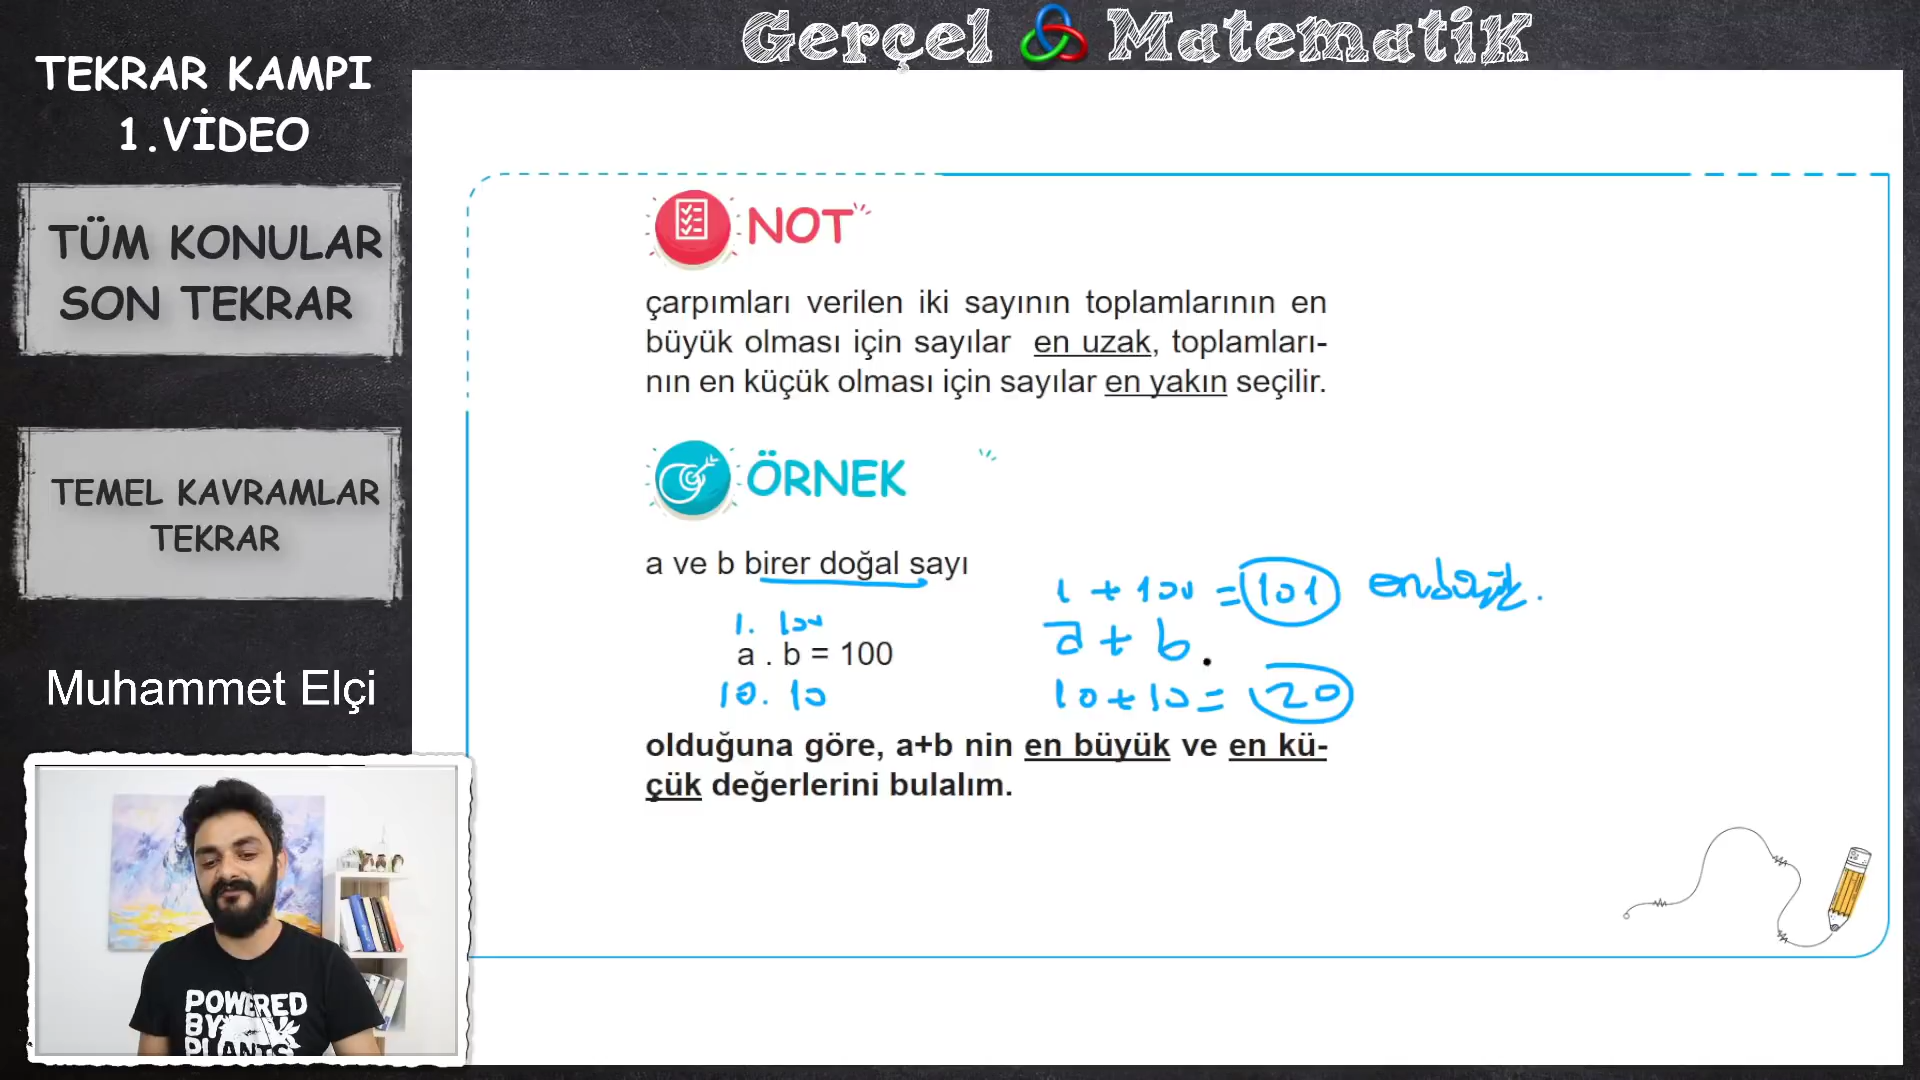 Gerçel Matematik
TEKRAR KAMPI
1.VİDEO
TÜM KONULAR
SON TEKRAR
TEMEL KAVRAMLAR
TEKRAR
Muhammet Elçi
POWERED
BY
PLANTS
NOT
çarpımları verilen iki sayının toplamlarının en
büyük olması için sayılar en uzak, toplamları-
nın en küçük olması için sayılar en yakın seçilir.
ÖRNEK
a ve b birer doğal sayı
1. 100
a . b = 100
10. 10
1 + 100 = 101 en büyük.
a + b
10 + 10 = 20
olduğuna göre, a+b nin en büyük ve en kü-
çük değerlerini bulalım.